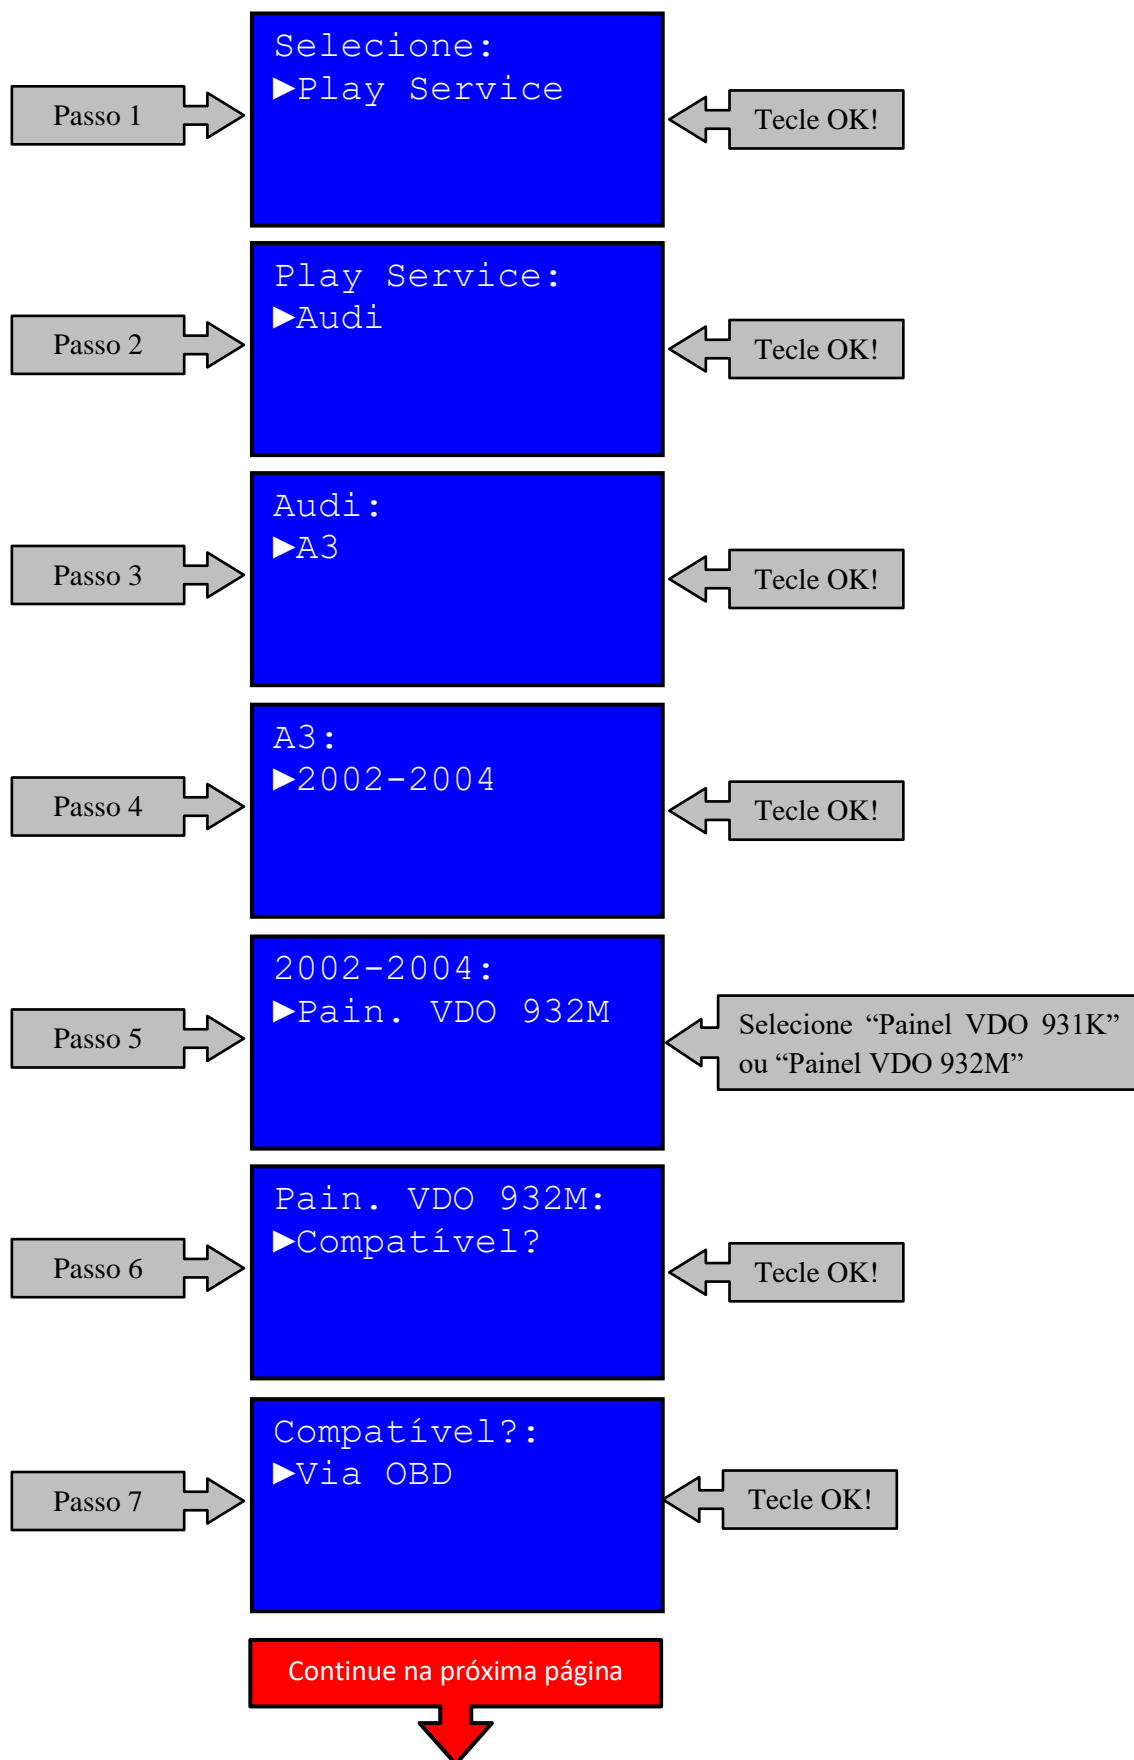 Passo 1
Selecione:
►Play Service
Tecle OK!
Passo 2
Play Service:
►Audi
Tecle OK!
Passo 3
Audi:
►A3
Tecle OK!
Passo 4
A3:
►2002-2004
Tecle OK!
Passo 5
2002-2004:
►Pain. VDO 932M
Selecione “Painel VDO 931K”
ou “Painel VDO 932M”
Passo 6
Pain. VDO 932M:
►Compatível?
Tecle OK!
Passo 7
Compatível?:
►Via OBD
Tecle OK!
Continue na próxima página